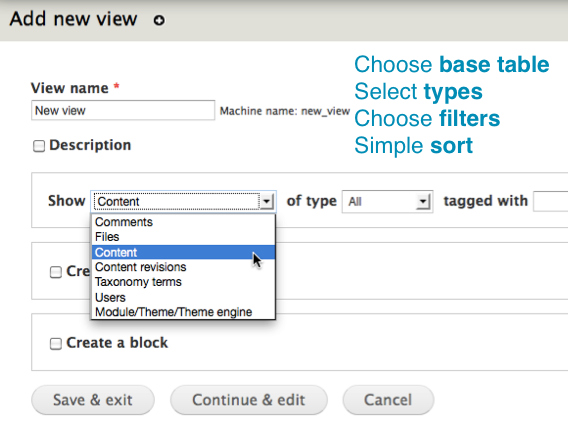 Add new view
Choose base table
Select types
Choose filters
Simple sort
View name *
New view
Machine name: new_view
Description
Show Content of type All tagged with
Comments
Files
Content
Content revisions
Taxonomy terms
Users
Module/Theme/Theme engine
Cre
Create a block
Save & exit Continue & edit Cancel